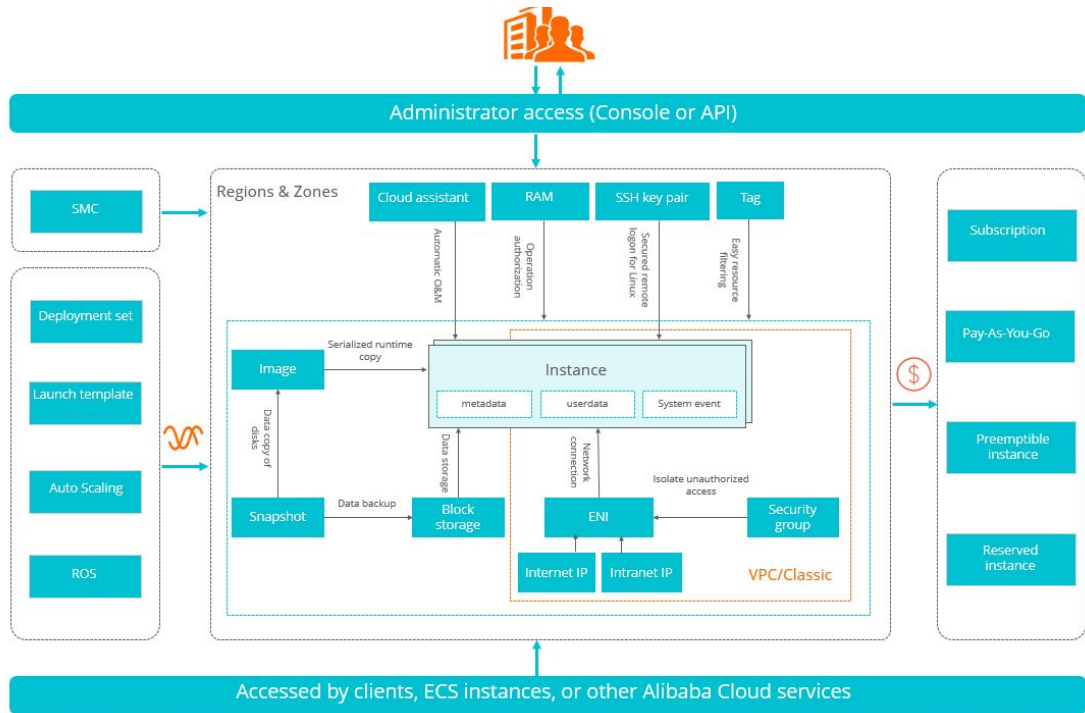 Administrator access (Console or API)
SMC
Regions & Zones
Cloud assistant
RAM
SSH key pair
Tag
Automatic O&M
Operation
authorization
Secured remote
logon for Linux
Easy resource
filtering
Deployment set
Launch template
Auto Scaling
ROS
Image
Serialized runtime
copy
Instance
metadata
userdata
System event
Data copy of
disks
Data storage
Network
connection
Snapshot
Data backup
Block
storage
ENI
Isolate unauthorized
access
Security
group
Internet IP
Intranet IP
VPC/Classic
$
Subscription
Pay-As-You-Go
Preemptible
instance
Reserved
instance
Accessed by clients, ECS instances, or other Alibaba Cloud services